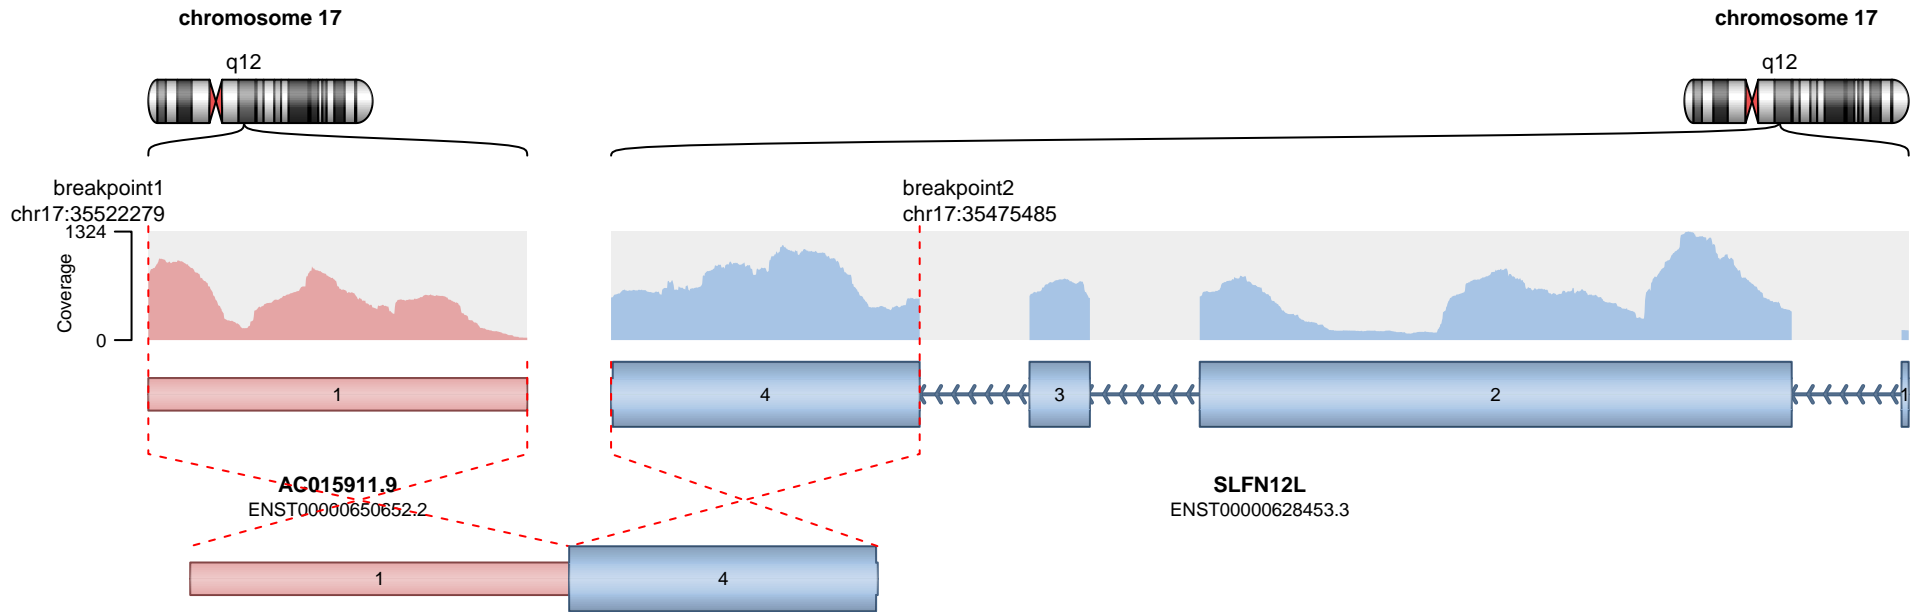 chromosome 17
chromosome 17
q12
q12
breakpoint1
chr17:35522279
breakpoint2
chr17:35475485
1324
Coverage
0
1
4
3
2
1
AC015911.9
ENST00000650652.2
SLFN12L
ENST00000628453.3
1
4